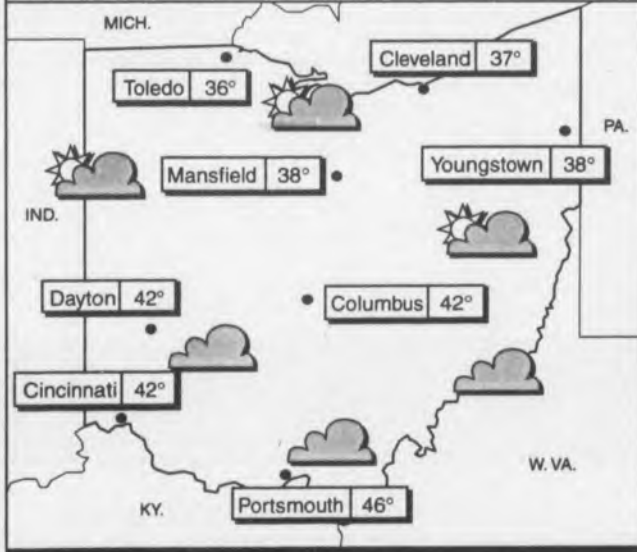 MICH.
Cleveland 37°
Toledo 36°
PA.
Youngstown 38°
Mansfield 38°
IND.
Dayton 42°
Columbus 42°
Cincinnati 42°
W. VA.
Portsmouth 46°
KY.